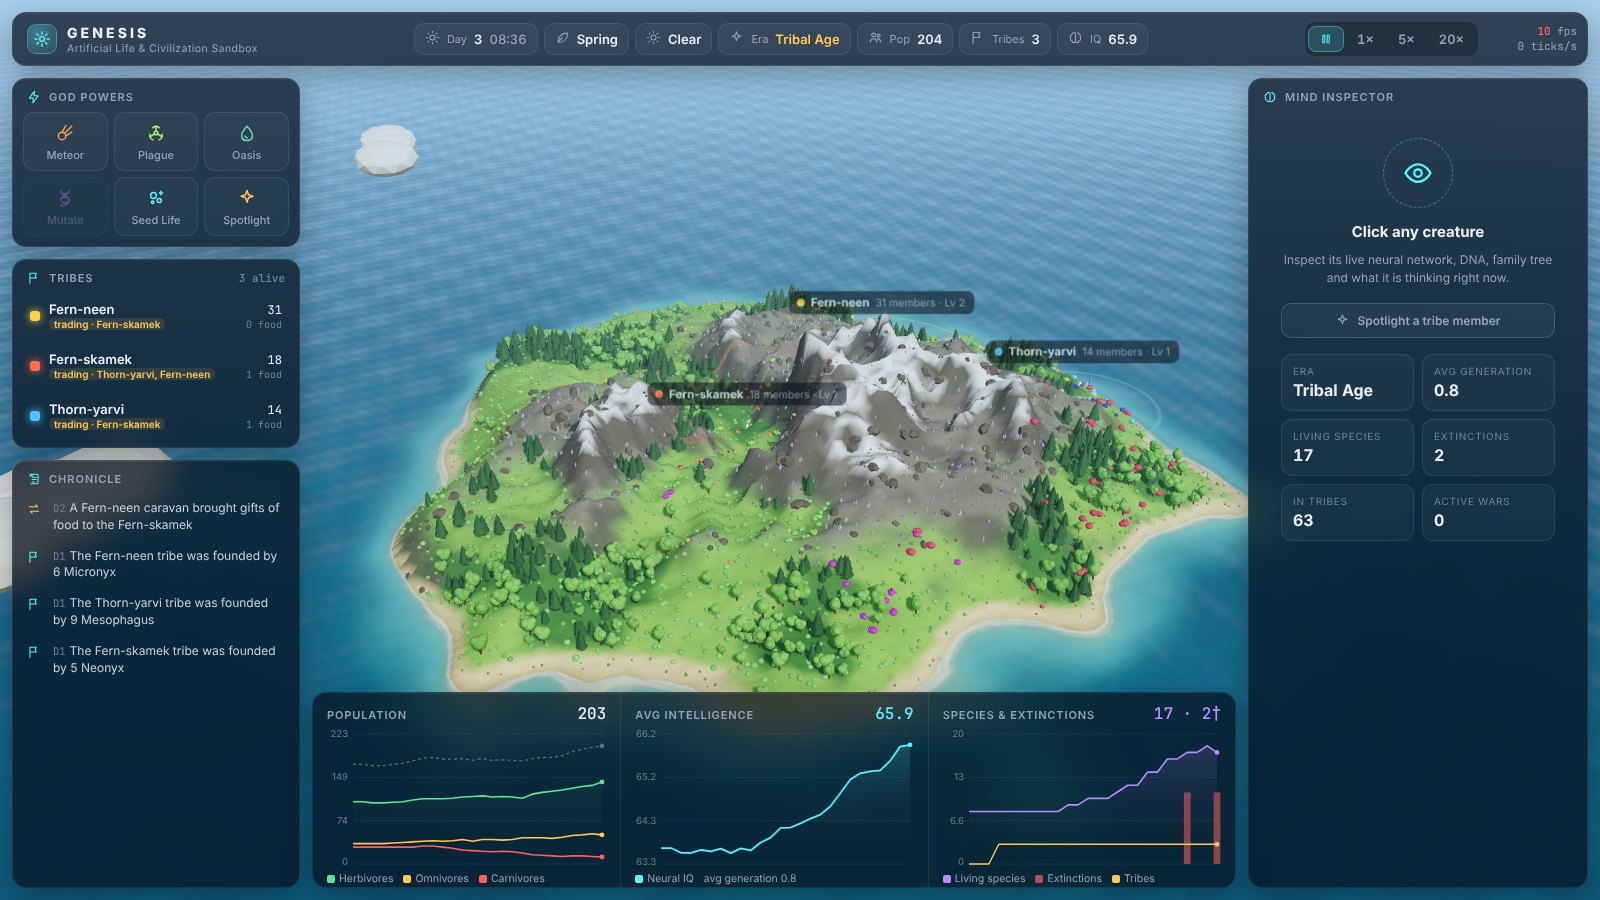 GENESIS
Artificial Life & Civilization Sandbox
Day 3 08:36
Spring
Clear
Era Tribal Age
Pop 204
Tribes 3
IQ 65.9
1×
5×
20×
10 fps
0 ticks/s
GOD POWERS
Meteor
Plague
Oasis
Mutate
Seed Life
Spotlight
TRIBES
3 alive
Fern-neen
31
trading · Fern-skamek
0 food
Fern-skamek
18
trading · Thorn-yarvi, Fern-neen
1 food
Thorn-yarvi
14
trading · Fern-skamek
1 food
CHRONICLE
D2 A Fern-neen caravan brought gifts of
food to the Fern-skamek
D1 The Fern-neen tribe was founded by
6 Micronyx
D1 The Thorn-yarvi tribe was founded
by 9 Mesophagus
D1 The Fern-skamek tribe was founded
by 5 Neonyx
Fern-neen 31 members · Lv 2
Thorn-yarvi 14 members · Lv 1
Fern-skamek 18 members · Lv 1
POPULATION
203
223
149
74
0
Herbivores
Omnivores
Carnivores
AVG INTELLIGENCE
65.9
66.2
65.2
64.3
63.3
Neural IQ
avg generation 0.8
SPECIES & EXTINCTIONS
17 · 2†
20
13
6.6
0
Living species
Extinctions
Tribes
MIND INSPECTOR
Click any creature
Inspect its live neural network, DNA, family tree
and what it is thinking right now.
Spotlight a tribe member
ERA
Tribal Age
AVG GENERATION
0.8
LIVING SPECIES
17
EXTINCTIONS
2
IN TRIBES
63
ACTIVE WARS
0